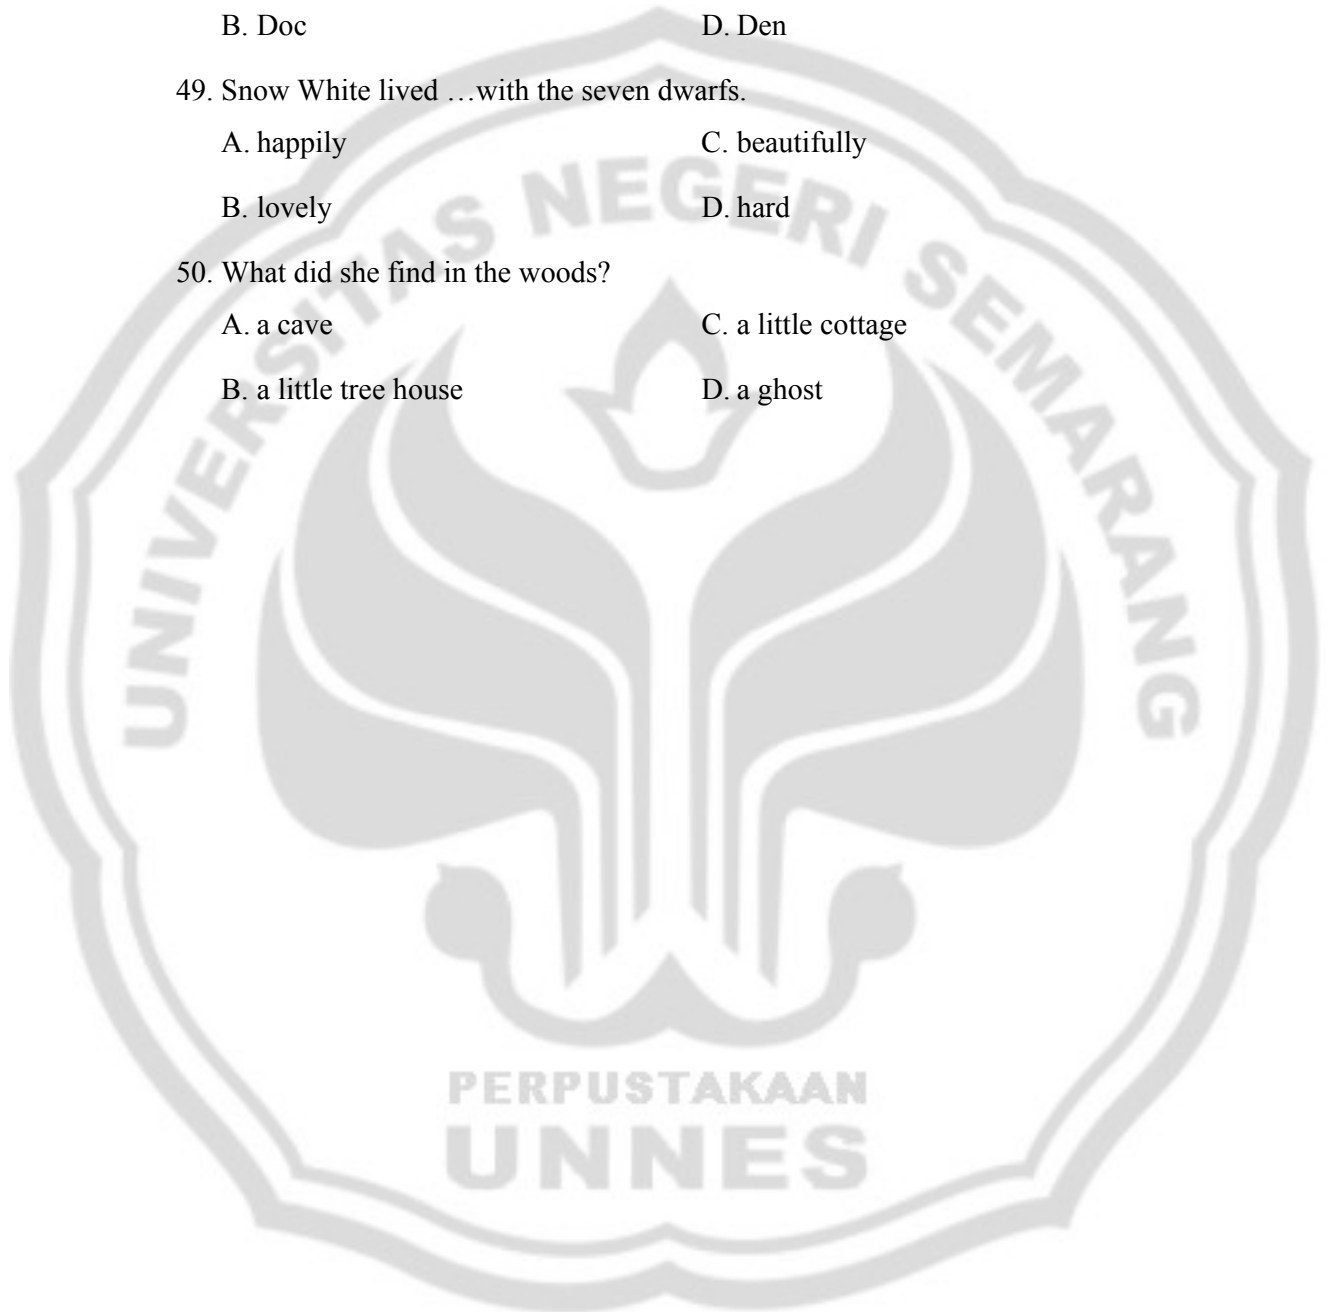 B. Doc D. Den
49. Snow White lived …with the seven dwarfs.
A. happily C. beautifully
B. lovely D. hard
50. What did she find in the woods?
A. a cave C. a little cottage
B. a little tree house D. a ghost
UNIVERSITAS NEGERI SEMARANG
PERPUSTAKAAN
UNNES